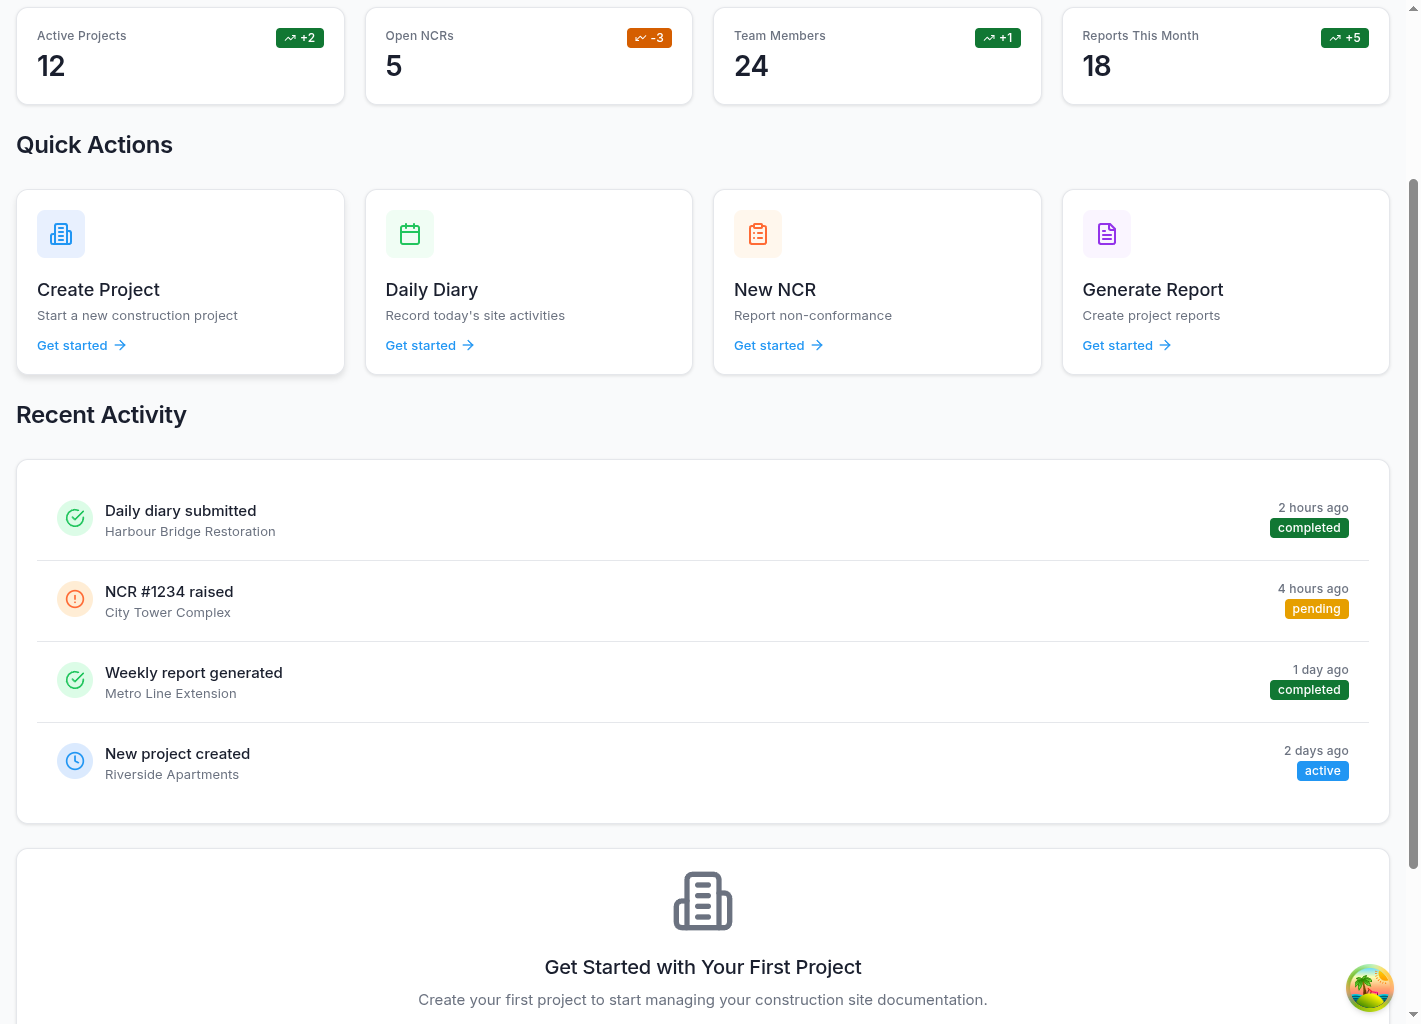 Active Projects
+2
12
Open NCRs
-3
5
Team Members
+1
24
Reports This Month
+5
18
Quick Actions
Create Project
Start a new construction project
Get started
Daily Diary
Record today's site activities
Get started
New NCR
Report non-conformance
Get started
Generate Report
Create project reports
Get started
Recent Activity
Daily diary submitted
Harbour Bridge Restoration
2 hours ago
completed
NCR #1234 raised
City Tower Complex
4 hours ago
pending
Weekly report generated
Metro Line Extension
1 day ago
completed
New project created
Riverside Apartments
2 days ago
active
Get Started with Your First Project
Create your first project to start managing your construction site documentation.